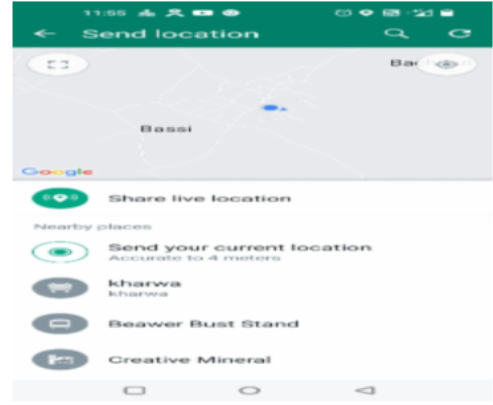 11:55
Send location
Bassi
Google
Share live location
Nearby places
Send your current location
Accurate to 4 meters
kharwa
kharwa
Beawer Bust Stand
Creative Mineral